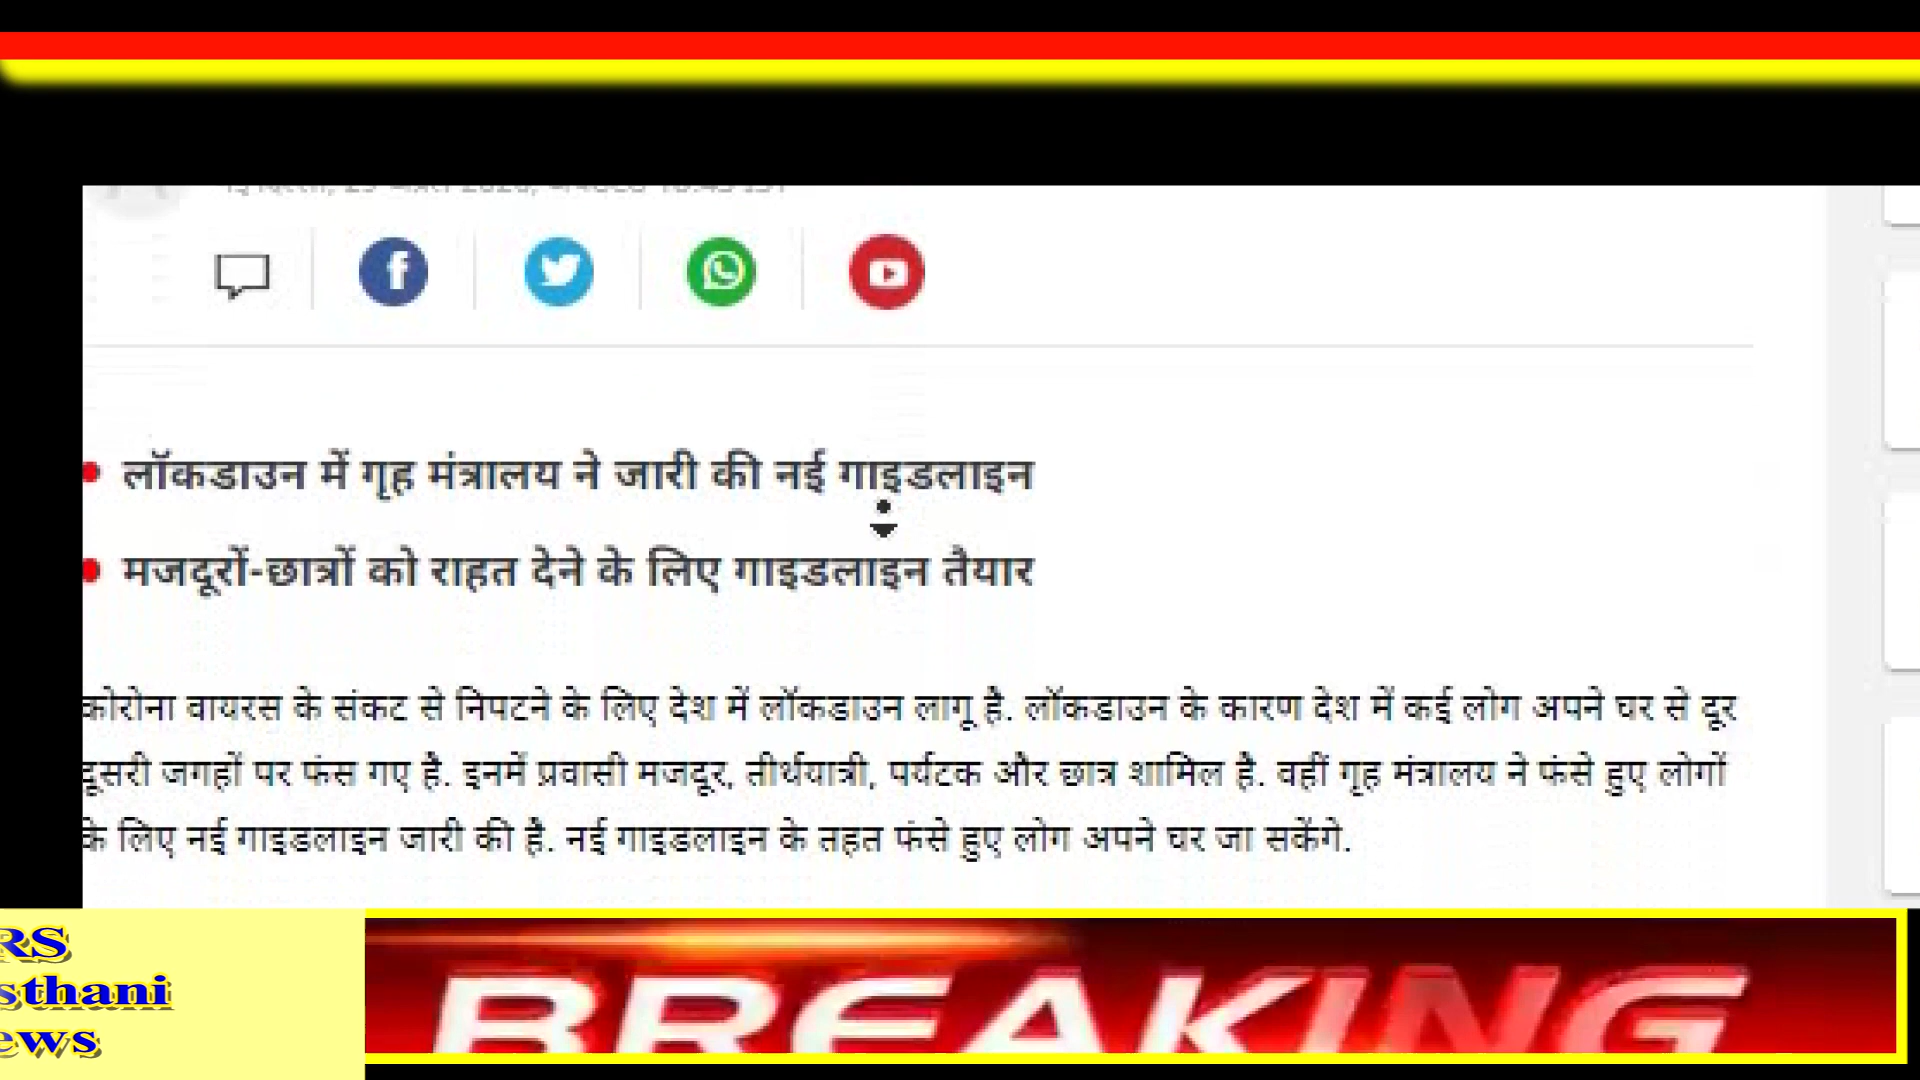 लॉकडाउन में गृह मंत्रालय ने जारी की नई गाइडलाइन
मजदूरों-छात्रों को राहत देने के लिए गाइडलाइन तैयार
कोरोना वायरस के संकट से निपटने के लिए देश में लॉकडाउन लागू है. लॉकडाउन के कारण देश में कई लोग अपने घर से दूर
दूसरी जगहों पर फंस गए है. इनमें प्रवासी मजदूर, तीर्थयात्री, पर्यटक और छात्र शामिल है. वहीं गृह मंत्रालय ने फंसे हुए लोगों
के लिए नई गाइडलाइन जारी की है. नई गाइडलाइन के तहत फंसे हुए लोग अपने घर जा सकेंगे.
RS
sthani
ews
BREAKING